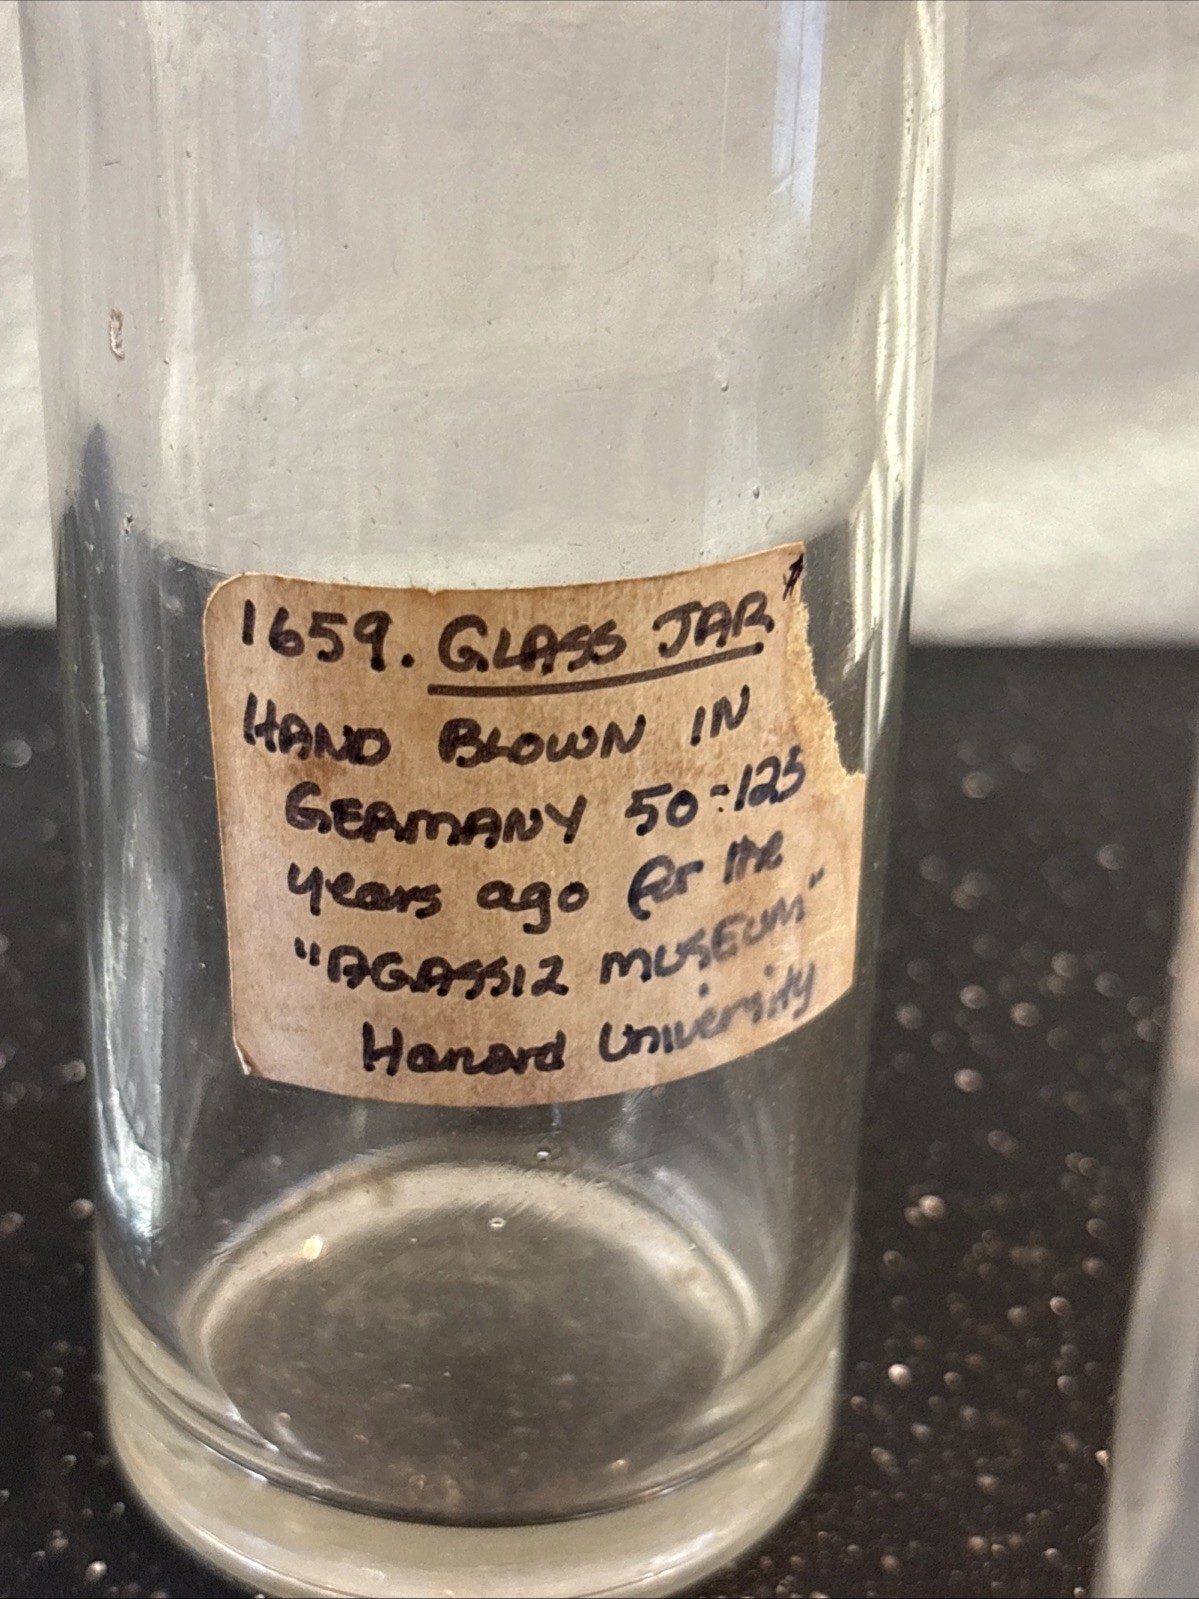 1659. GLASS JAR"
HAND BLOWN IN
GERMANY 50-125
years ago for the
"AGASSIZ MUSEUM"
Harvard University